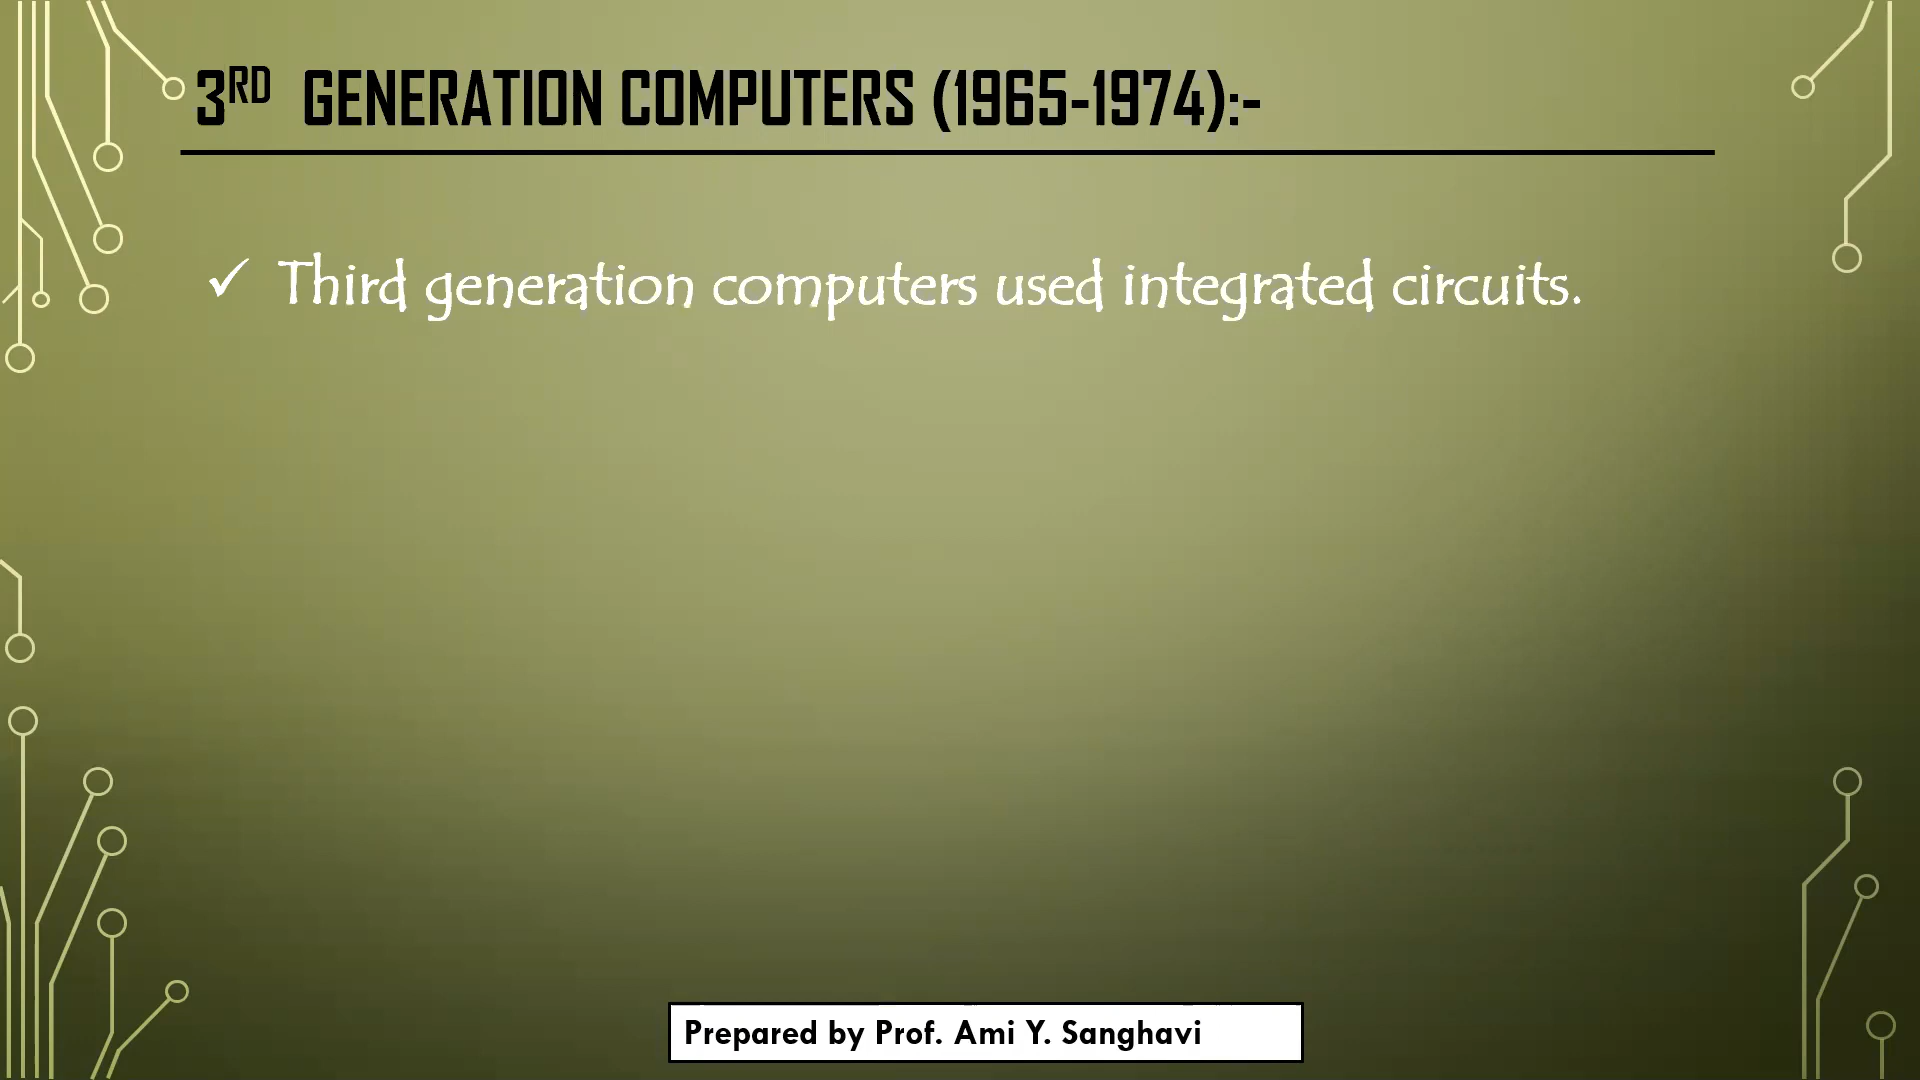 3RD GENERATION COMPUTERS (1965-1974):-
✓ Third generation computers used integrated circuits.
Prepared by Prof. Ami Y. Sanghavi